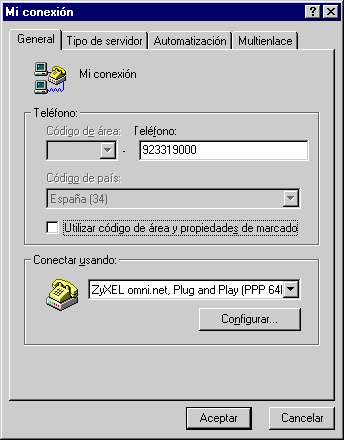 Mi conexión
General Tipo de servidor Automatización Multienlace
Mi conexión
Teléfono:
Código de área: Teléfono:
- 923319000
Código de país:
España (34)
Utilizar código de área y propiedades de marcado
Conectar usando:
ZyXEL omni.net, Plug and Play (PPP 64
Configurar...
Aceptar Cancelar